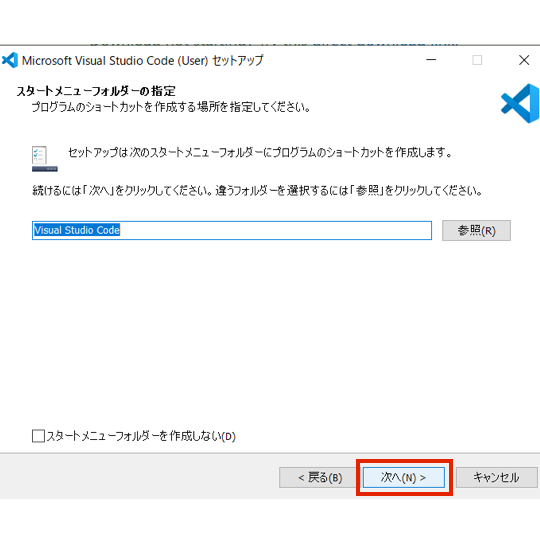 Microsoft Visual Studio Code (User) セットアップ
スタートメニューフォルダーの指定
プログラムのショートカットを作成する場所を指定してください。
セットアップは次のスタートメニューフォルダーにプログラムのショートカットを作成します。
続けるには「次へ」をクリックしてください。違うフォルダーを選択するには「参照」をクリックしてください。
Visual Studio Code
参照(R)
スタートメニューフォルダーを作成しない(D)
< 戻る(B)
次へ(N) >
キャンセル